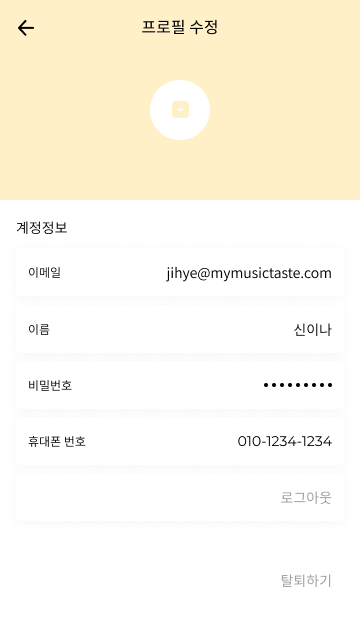 프로필 수정
계정정보
이메일 jihye@mymusictaste.com
이름 신이나
비밀번호 •••••••••
휴대폰 번호 010-1234-1234
로그아웃
탈퇴하기